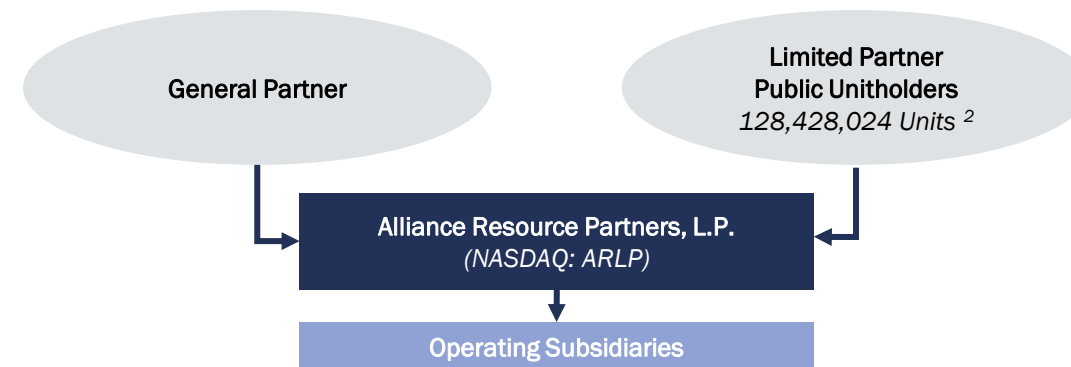 General Partner
Limited Partner
Public Unitholders
128,428,024 Units ²
Alliance Resource Partners, L.P.
(NASDAQ: ARLP)
Operating Subsidiaries